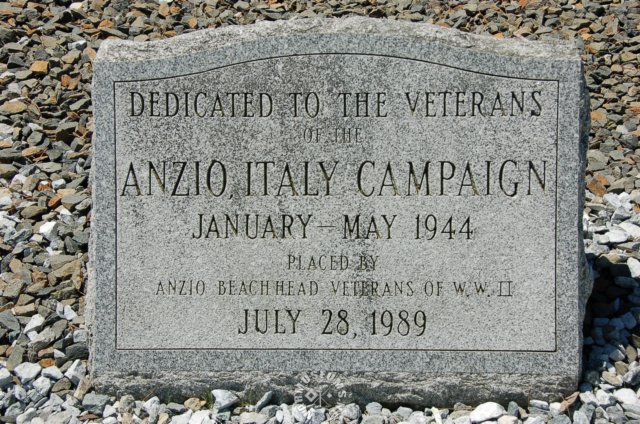 DEDICATED TO THE VETERANS
OF THE
ANZIO, ITALY CAMPAIGN
JANUARY – MAY 1944
PLACED BY
ANZIO BEACHHEAD VETERANS OF W.W. II
JULY 28, 1989